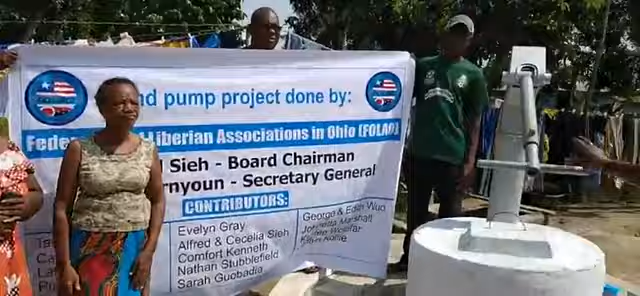 nd pump project done by:
Fede Liberian Associations in Ohio (FOLAO)
Sieh - Board Chairman
rnyoun - Secretary General
CONTRIBUTORS:
Evelyn Gray
Alfred & Cecelia Sieh
Comfort Kenneth
Nathan Stubblefield
Sarah Guobadia
George & Edith Wuo
Marshall